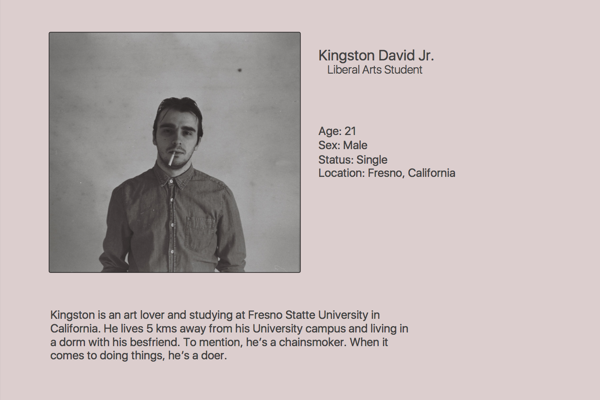 Kingston David Jr.
Liberal Arts Student
Age: 21
Sex: Male
Status: Single
Location: Fresno, California
Kingston is an art lover and studying at Fresno Statte University in
California. He lives 5 kms away from his University campus and living in
a dorm with his besfriend. To mention, he's a chainsmoker. When it
comes to doing things, he's a doer.